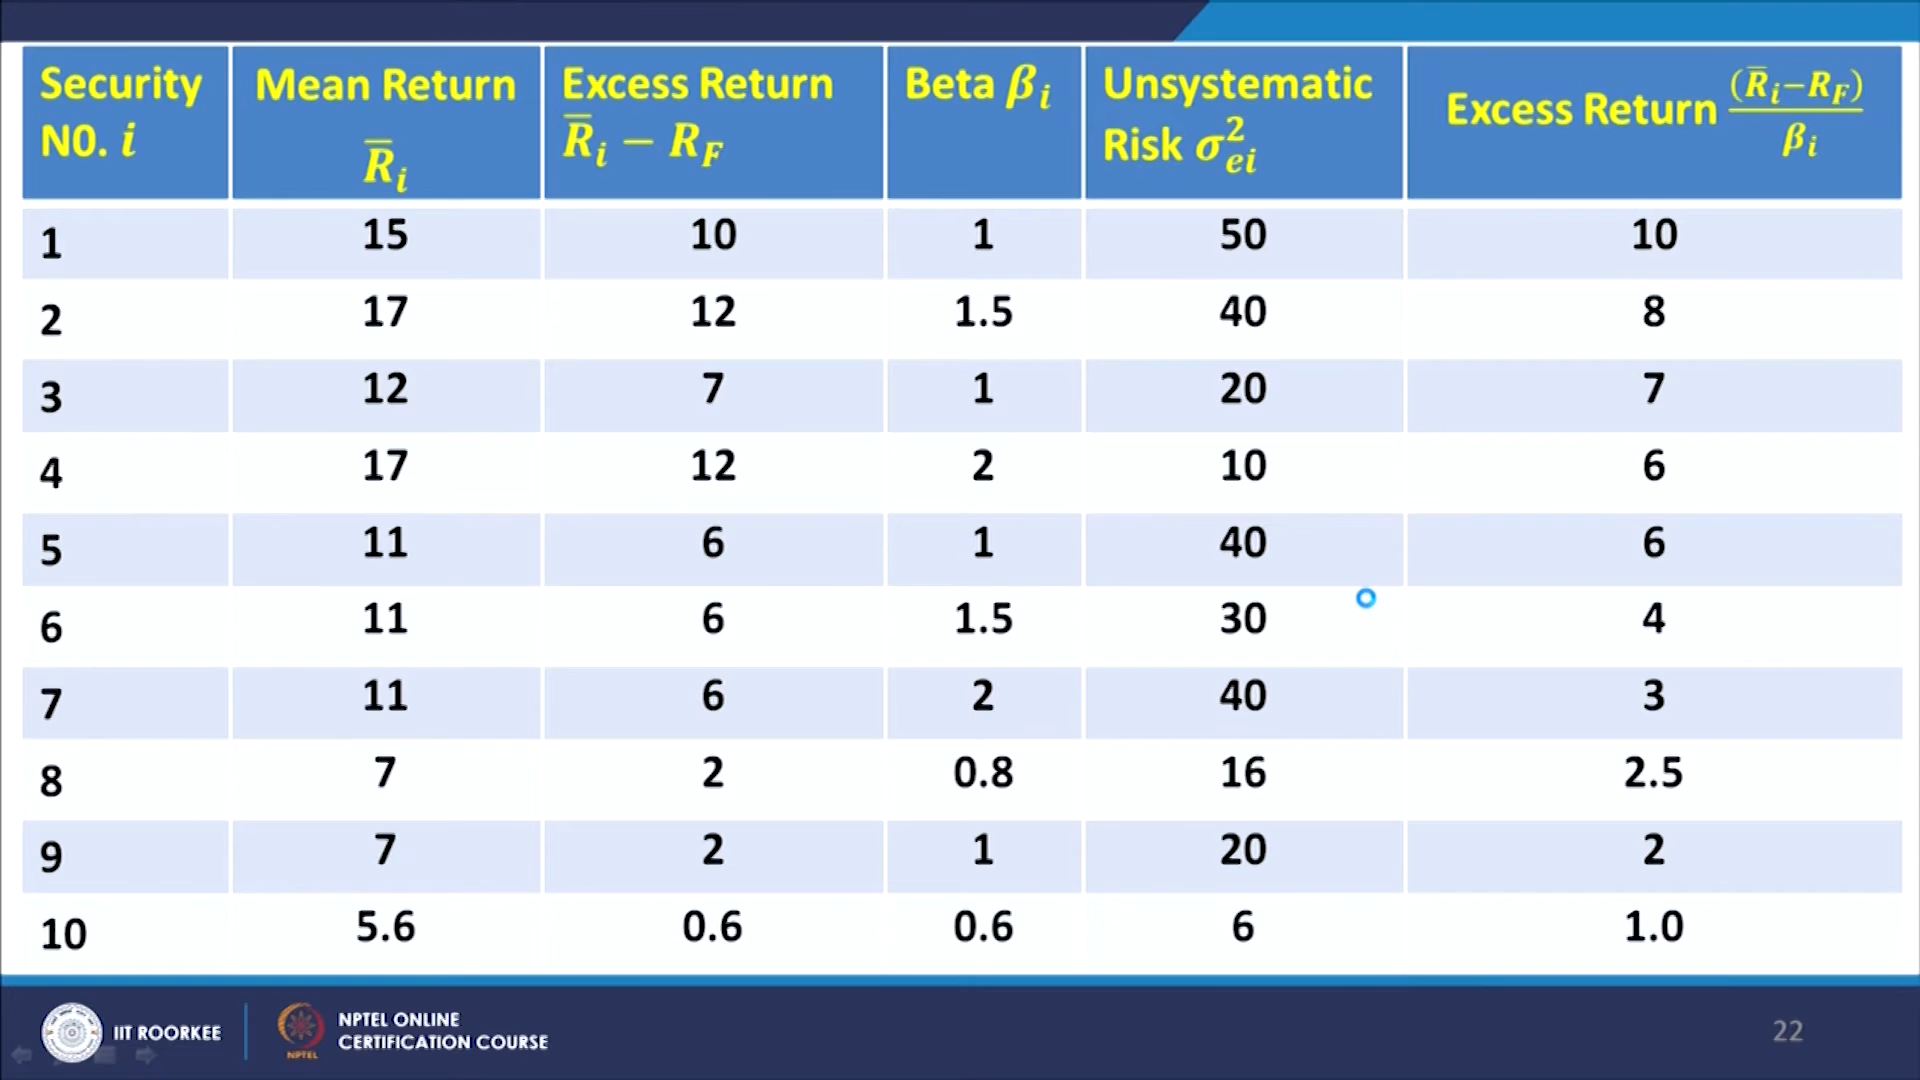 Security N0. i | Mean Return R̅i | Excess Return R̅i − RF | Beta βi | Unsystematic Risk σ²ei | Excess Return (R̅i−RF)/βi
1 15 10 1 50 10
2 17 12 1.5 40 8
3 12 7 1 20 7
4 17 12 2 10 6
5 11 6 1 40 6
6 11 6 1.5 30 4
7 11 6 2 40 3
8 7 2 0.8 16 2.5
9 7 2 1 20 2
10 5.6 0.6 0.6 6 1.0
IIT ROORKEE
NPTEL
NPTEL ONLINE
CERTIFICATION COURSE
22